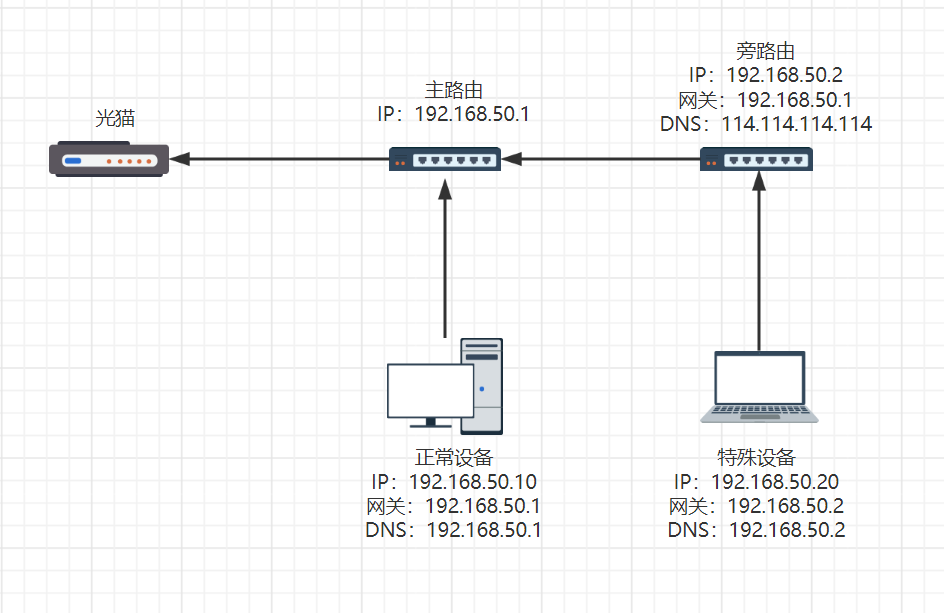 光猫
主路由
IP：192.168.50.1
旁路由
IP：192.168.50.2
网关：192.168.50.1
DNS：114.114.114.114
正常设备
IP：192.168.50.10
网关：192.168.50.1
DNS：192.168.50.1
特殊设备
IP：192.168.50.20
网关：192.168.50.2
DNS：192.168.50.2